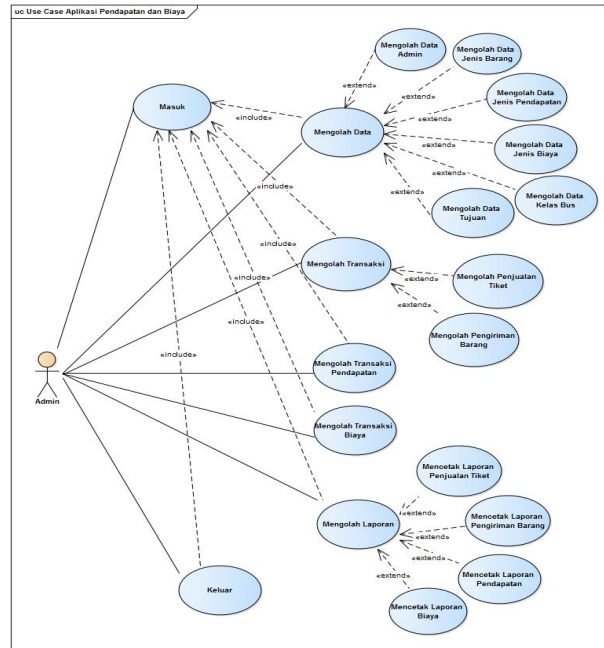 uc Use Case Aplikasi Pendapatan dan Biaya
Mengolah Data
Admin
Mengolah Data
Jenis Barang
Masuk
«extend»
«extend»
Mengolah Data
Jenis Pendapatan
«extend»
«include»
Mengolah Data
«extend»
Mengolah Data
Jenis Biaya
«extend»
«extend»
Mengolah Data
Tujuan
Mengolah Data
Kelas Bus
«include»
«include»
Mengolah Transaksi
«extend»
Mengolah Penjualan
Tiket
«include»
«include»
«extend»
Mengolah Pengiriman
Barang
«include»
Admin
Mengolah Transaksi
Pendapatan
Mengolah Transaksi
Biaya
Mencetak Laporan
Penjualan Tiket
«extend»
Mengolah Laporan
Mencetak Laporan
Pengiriman Barang
«extend»
«extend»
«extend»
Mencetak Laporan
Pendapatan
Keluar
Mencetak Laporan
Biaya